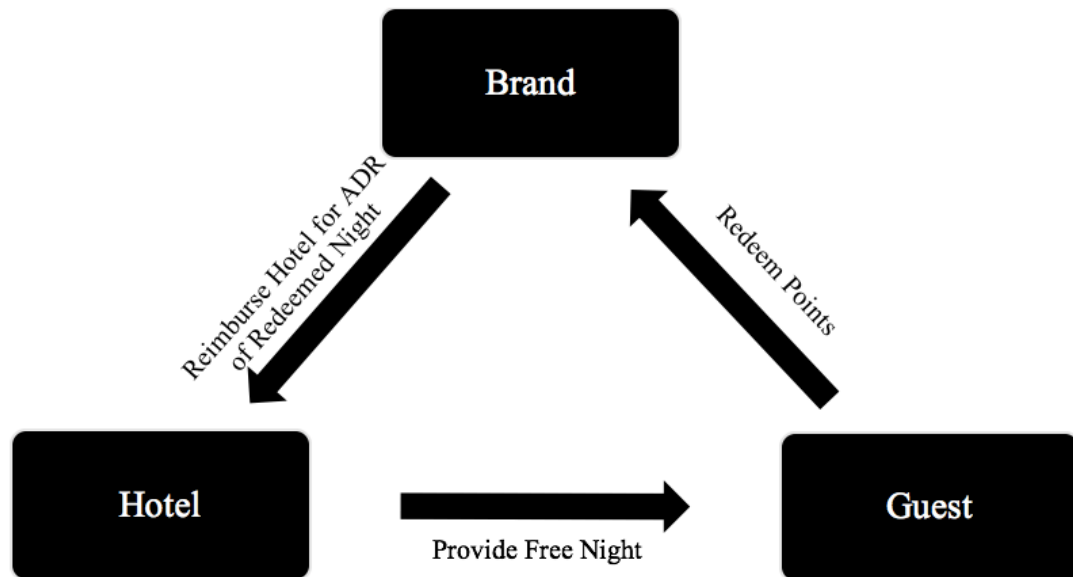 Brand
Reimburse Hotel for ADR
of Redeemed Night
Redeem Points
Hotel
Provide Free Night
Guest